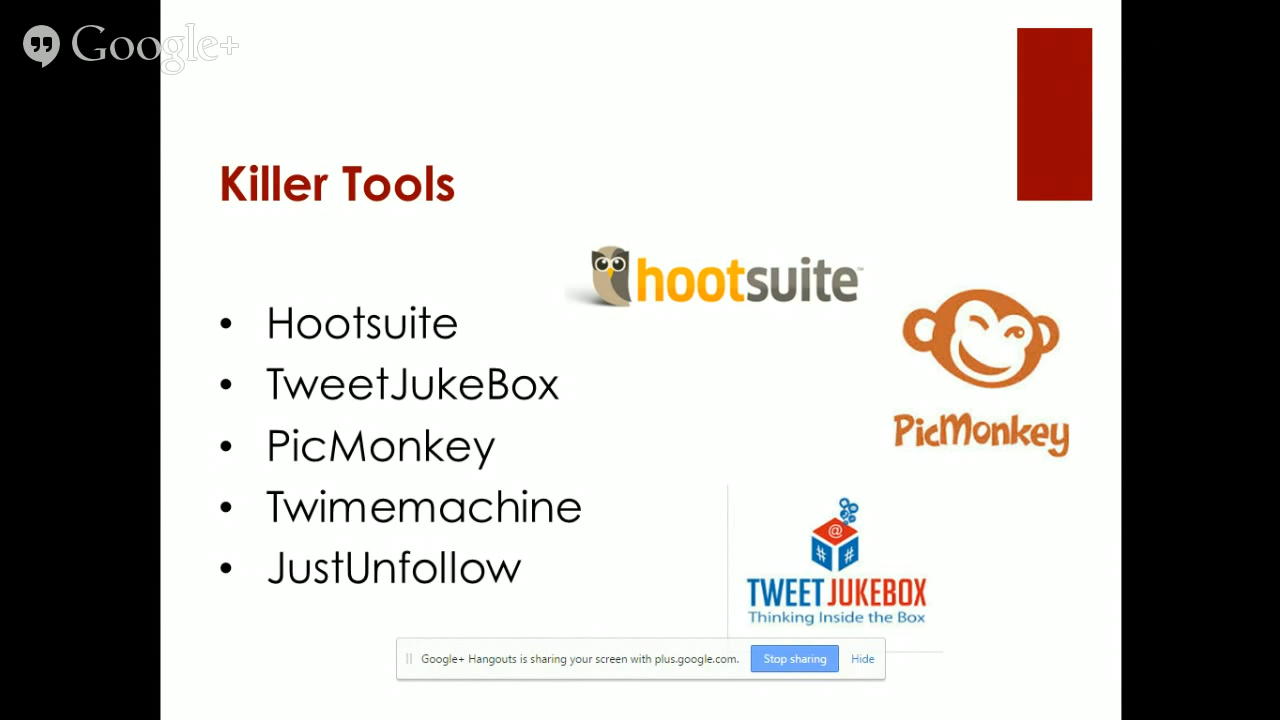 Google+
Killer Tools
hootsuite™
• Hootsuite
• TweetJukeBox
• PicMonkey
• Twimemachine
• JustUnfollow
PicMonkey
@
# #
TWEET JUKEBOX
Thinking Inside the Box
Google+ Hangouts is sharing your screen with plus.google.com.
Stop sharing
Hide